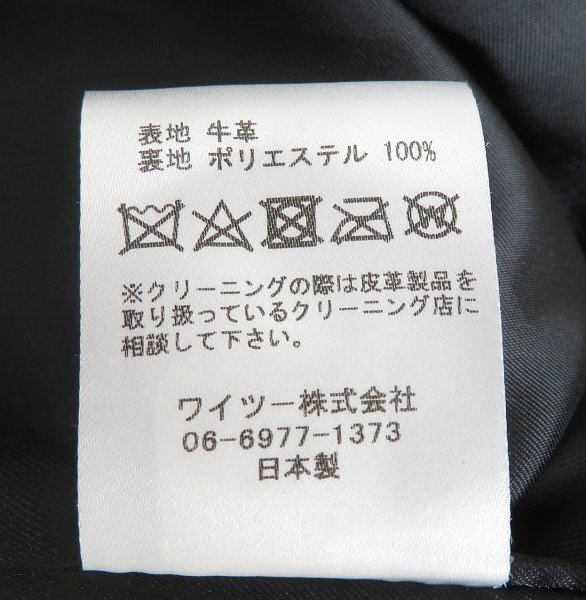 表地 牛革
裏地 ポリエステル 100%
W
※クリーニングの際は皮革製品を
取り扱っているクリーニング店に
相談して下さい。
ワイツー株式会社
06-6977-1373
日本製